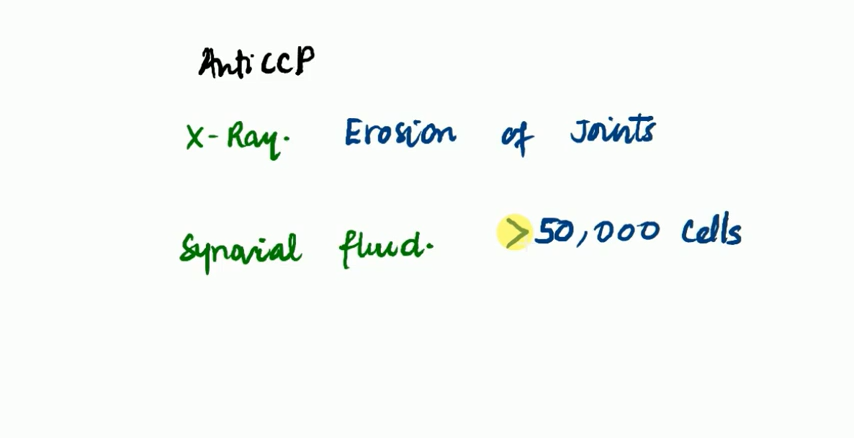 Anti CCP
X-Ray. Erosion of Joints
Synovial fluid. >50,000 cells